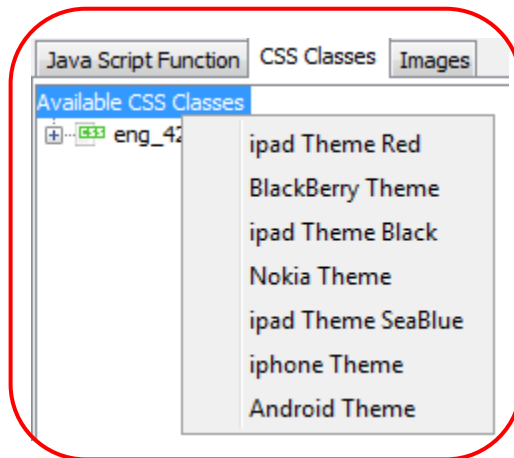 Java Script Function CSS Classes Images
Available CSS Classes
eng_42
ipad Theme Red
BlackBerry Theme
ipad Theme Black
Nokia Theme
ipad Theme SeaBlue
iphone Theme
Android Theme